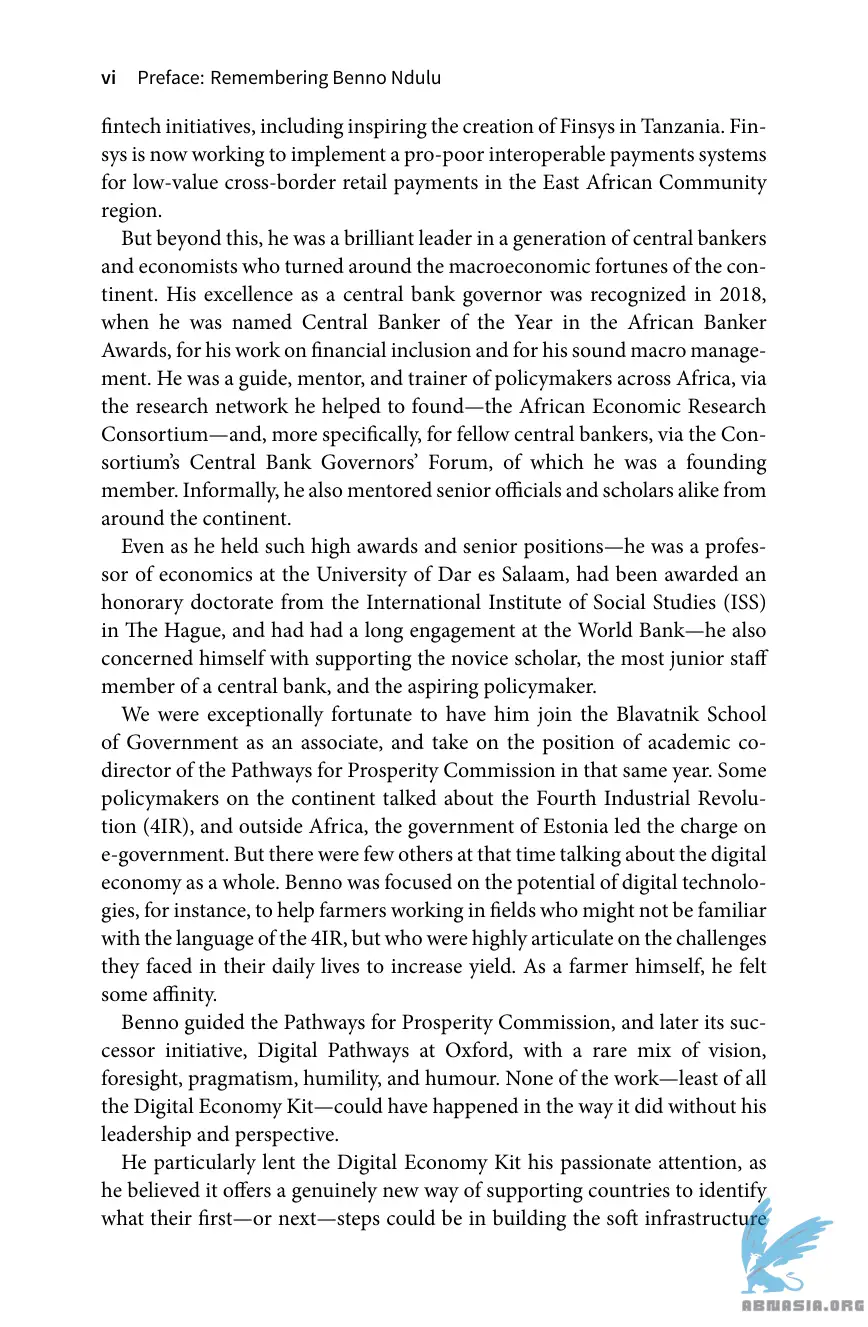 vi Preface: Remembering Benno Ndulu
fintech initiatives, including inspiring the creation of Finsys in Tanzania. Fin-
sys is now working to implement a pro-poor interoperable payments systems
for low-value cross-border retail payments in the East African Community
region.
But beyond this, he was a brilliant leader in a generation of central bankers
and economists who turned around the macroeconomic fortunes of the con-
tinent. His excellence as a central bank governor was recognized in 2018,
when he was named Central Banker of the Year in the African Banker
Awards, for his work on financial inclusion and for his sound macro manage-
ment. He was a guide, mentor, and trainer of policymakers across Africa, via
the research network he helped to found—the African Economic Research
Consortium—and, more specifically, for fellow central bankers, via the Con-
sortium’s Central Bank Governors’ Forum, of which he was a founding
member. Informally, he also mentored senior officials and scholars alike from
around the continent.
Even as he held such high awards and senior positions—he was a profes-
sor of economics at the University of Dar es Salaam, had been awarded an
honorary doctorate from the International Institute of Social Studies (ISS)
in The Hague, and had had a long engagement at the World Bank—he also
concerned himself with supporting the novice scholar, the most junior staff
member of a central bank, and the aspiring policymaker.
We were exceptionally fortunate to have him join the Blavatnik School
of Government as an associate, and take on the position of academic co-
director of the Pathways for Prosperity Commission in that same year. Some
policymakers on the continent talked about the Fourth Industrial Revolu-
tion (4IR), and outside Africa, the government of Estonia led the charge on
e-government. But there were few others at that time talking about the digital
economy as a whole. Benno was focused on the potential of digital technolo-
gies, for instance, to help farmers working in fields who might not be familiar
with the language of the 4IR, but who were highly articulate on the challenges
they faced in their daily lives to increase yield. As a farmer himself, he felt
some affinity.
Benno guided the Pathways for Prosperity Commission, and later its suc-
cessor initiative, Digital Pathways at Oxford, with a rare mix of vision,
foresight, pragmatism, humility, and humour. None of the work—least of all
the Digital Economy Kit—could have happened in the way it did without his
leadership and perspective.
He particularly lent the Digital Economy Kit his passionate attention, as
he believed it offers a genuinely new way of supporting countries to identify
what their first—or next—steps could be in building the soft infrastructure
ABNASIA.ORG